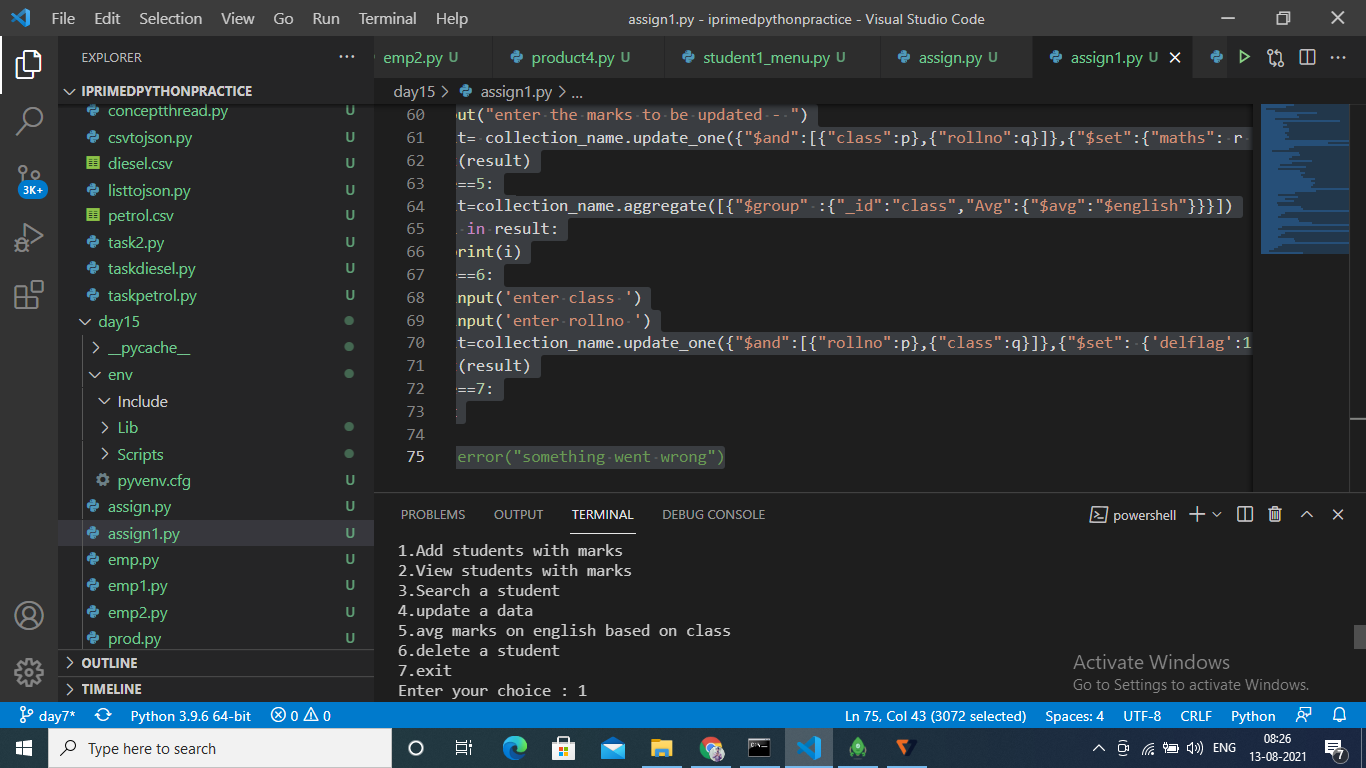 File Edit Selection View Go Run Terminal Help
assign1.py - iprimedpythonpractice - Visual Studio Code
EXPLORER
IPRIMEDPYTHONPRACTICE
conceptthread.py U
csvtojson.py U
diesel.csv U
listtojson.py U
petrol.csv U
task2.py U
taskdiesel.py U
taskpetrol.py U
day15
__pycache__
env
Include
Lib
Scripts
pyvenv.cfg U
assign.py U
assign1.py U
emp.py U
emp1.py U
emp2.py U
prod.py U
OUTLINE
TIMELINE
3K+
emp2.py U product4.py U student1_menu.py U assign.py U assign1.py U
day15 > assign1.py > ...
60 put("enter the marks to be updated - ")
61 t= collection_name.update_one({"$and":[{"class":p},{"rollno":q}]},{"$set":{"maths": r
62 (result)
63 ==5:
64 t=collection_name.aggregate([{"$group" :{"_id":"class","Avg":{"$avg":"$english"}}}])
65 in result:
66 print(i)
67 ==6:
68 input('enter class ')
69 input('enter rollno ')
70 t=collection_name.update_one({"$and":[{"rollno":p},{"class":q}]},{"$set": {'delflag':1
71 (result)
72 ==7:
73
74
75 error("something went wrong")
PROBLEMS OUTPUT TERMINAL DEBUG CONSOLE
powershell
1.Add students with marks
2.View students with marks
3.Search a student
4.update a data
5.avg marks on english based on class
6.delete a student
7.exit
Enter your choice : 1
Activate Windows
Go to Settings to activate Windows.
day7* Python 3.9.6 64-bit 0 0 Ln 75, Col 43 (3072 selected) Spaces: 4 UTF-8 CRLF Python
Type here to search
ENG
08:26
13-08-2021
7